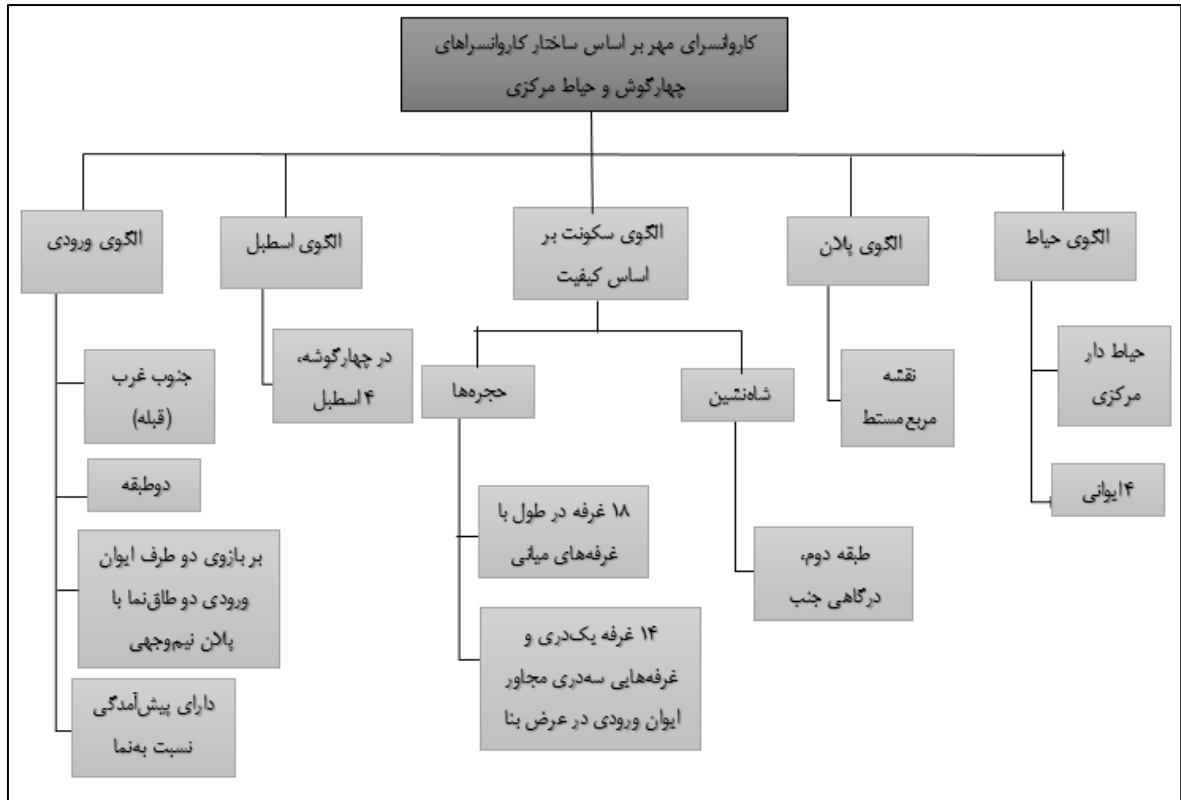 کاروانسرای مهر بر اساس ساختار کاروانسراهای
چهارگوش و حیاط مرکزی
الگوی حیاط
حیاط دار
مرکزی
۴ایوانی
الگوی پلان
نقشه
مربع‌مستط
الگوی سکونت بر
اساس کیفیت
شاه‌نشین
طبقه دوم،
درگاهی جنب
حجره‌ها
۱۸ غرفه در طول با
غرفه‌های میانی
۱۴ غرفه یک‌دری و
غرفه‌هایی سه‌دری مجاور
ایوان ورودی در عرض بنا
الگوی اسطبل
در چهارگوشه،
۴ اسطبل
الگوی ورودی
جنوب غرب
(قبله)
دوطبقه
بر بازوی دو طرف ایوان
ورودی دو طاق‌نما با
پلان نیم‌وجهی
دارای پیش‌آمدگی
نسبت به‌نما